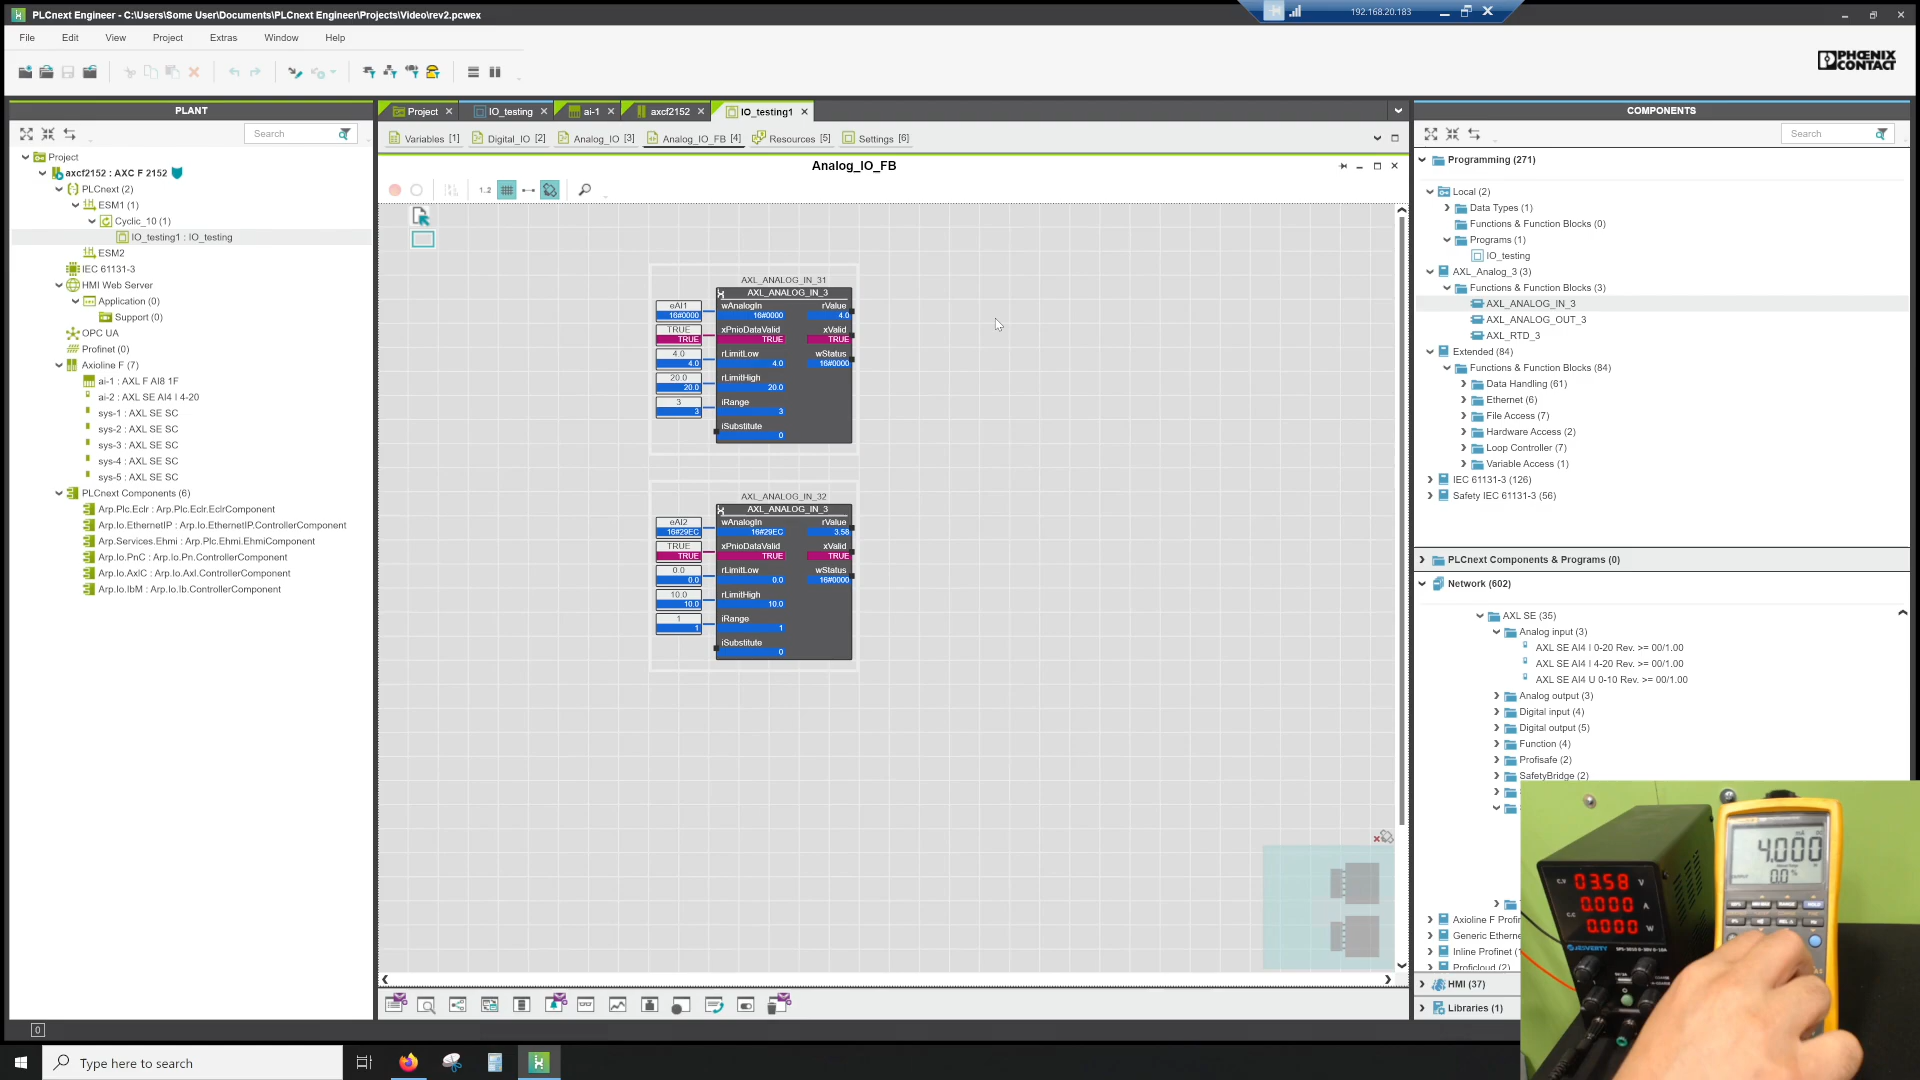 PLCnext Engineer - C:\Users\Some User\Documents\PLCnext Engineer\Projects\Video\rev2.pcwex
192.168.20.183
File Edit View Project Extras Window Help
PHOENIX CONTACT
PLANT
Search
Project
axcf2152 : AXC F 2152
PLCnext (2)
ESM1 (1)
Cyclic_10 (1)
IO_testing1 : IO_testing
ESM2
IEC 61131-3
HMI Web Server
Application (0)
Support (0)
OPC UA
Profinet (0)
Axioline F (7)
ai-1 : AXL F AI8 1F
ai-2 : AXL SE AI4 I 4-20
sys-1 : AXL SE SC
sys-2 : AXL SE SC
sys-3 : AXL SE SC
sys-4 : AXL SE SC
sys-5 : AXL SE SC
PLCnext Components (6)
Arp.Plc.Eclr : Arp.Plc.Eclr.EclrComponent
Arp.Io.EthernetIP : Arp.Io.EthernetIP.ControllerComponent
Arp.Services.Ehmi : Arp.Plc.Ehmi.EhmiComponent
Arp.Io.PnC : Arp.Io.Pn.ControllerComponent
Arp.Io.AxlC : Arp.Io.Axl.ControllerComponent
Arp.Io.IbM : Arp.Io.Ib.ControllerComponent
0
Project IO_testing ai-1 axcf2152 IO_testing1
Variables [1] Digital_IO [2] Analog_IO [3] Analog_IO_FB [4] Resources [5] Settings [6]
Analog_IO_FB
1.2
AXL_ANALOG_IN_31
AXL_ANALOG_IN_3
eAI1 wAnalogIn rValue
16#0000 16#0000 4.0
TRUE xPnioDataValid xValid
TRUE TRUE TRUE
4.0 rLimitLow wStatus
4.0 4.0 16#0000
20.0 rLimitHigh
20.0 20.0
3 iRange
3 3
iSubstitute
0
AXL_ANALOG_IN_32
AXL_ANALOG_IN_3
eAI2 wAnalogIn rValue
16#29EC 16#29EC 3.58
TRUE xPnioDataValid xValid
TRUE TRUE TRUE
0.0 rLimitLow wStatus
0.0 0.0 16#0000
10.0 rLimitHigh
10.0 10.0
1 iRange
1 1
iSubstitute
0
COMPONENTS
Search
Programming (271)
Local (2)
Data Types (1)
Functions & Function Blocks (0)
Programs (1)
IO_testing
AXL_Analog_3 (3)
Functions & Function Blocks (3)
AXL_ANALOG_IN_3
AXL_ANALOG_OUT_3
AXL_RTD_3
Extended (84)
Functions & Function Blocks (84)
Data Handling (61)
Ethernet (6)
File Access (7)
Hardware Access (2)
Loop Controller (7)
Variable Access (1)
IEC 61131-3 (126)
Safety IEC 61131-3 (56)
PLCnext Components & Programs (0)
Network (602)
AXL SE (35)
Analog input (3)
AXL SE AI4 I 0-20 Rev. >= 00/1.00
AXL SE AI4 I 4-20 Rev. >= 00/1.00
AXL SE AI4 U 0-10 Rev. >= 00/1.00
Analog output (3)
Digital input (4)
Digital output (5)
Function (4)
Profisafe (2)
SafetyBridge (2)
Axioline F Profin
Generic Etherne
Inline Profinet (
Proficloud (2)
HMI (37)
Libraries (1)
03.58 V
0.000 A
0.000 W
C.V
C.C
4.000
mA
0.0 %
Type here to search